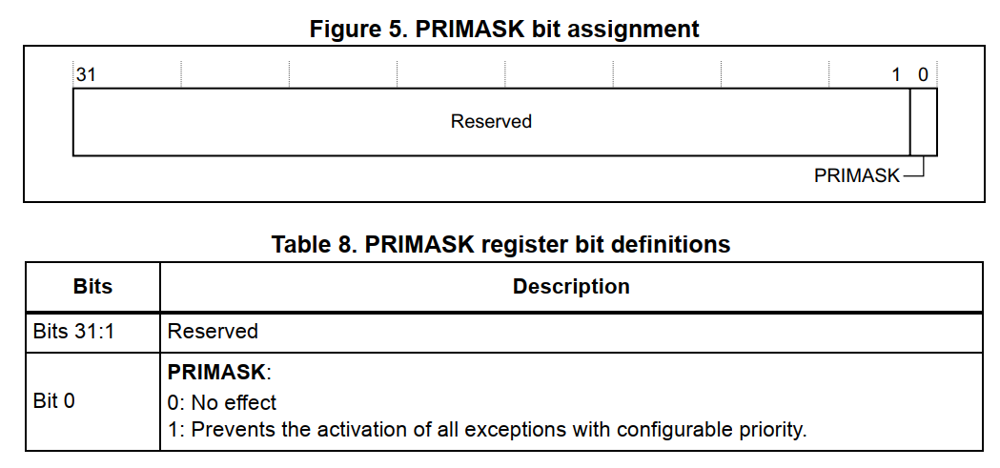 Figure 5. PRIMASK bit assignment
31 1 0
Reserved
PRIMASK
Table 8. PRIMASK register bit definitions
Bits Description
Bits 31:1 Reserved
Bit 0
PRIMASK:
0: No effect
1: Prevents the activation of all exceptions with configurable priority.